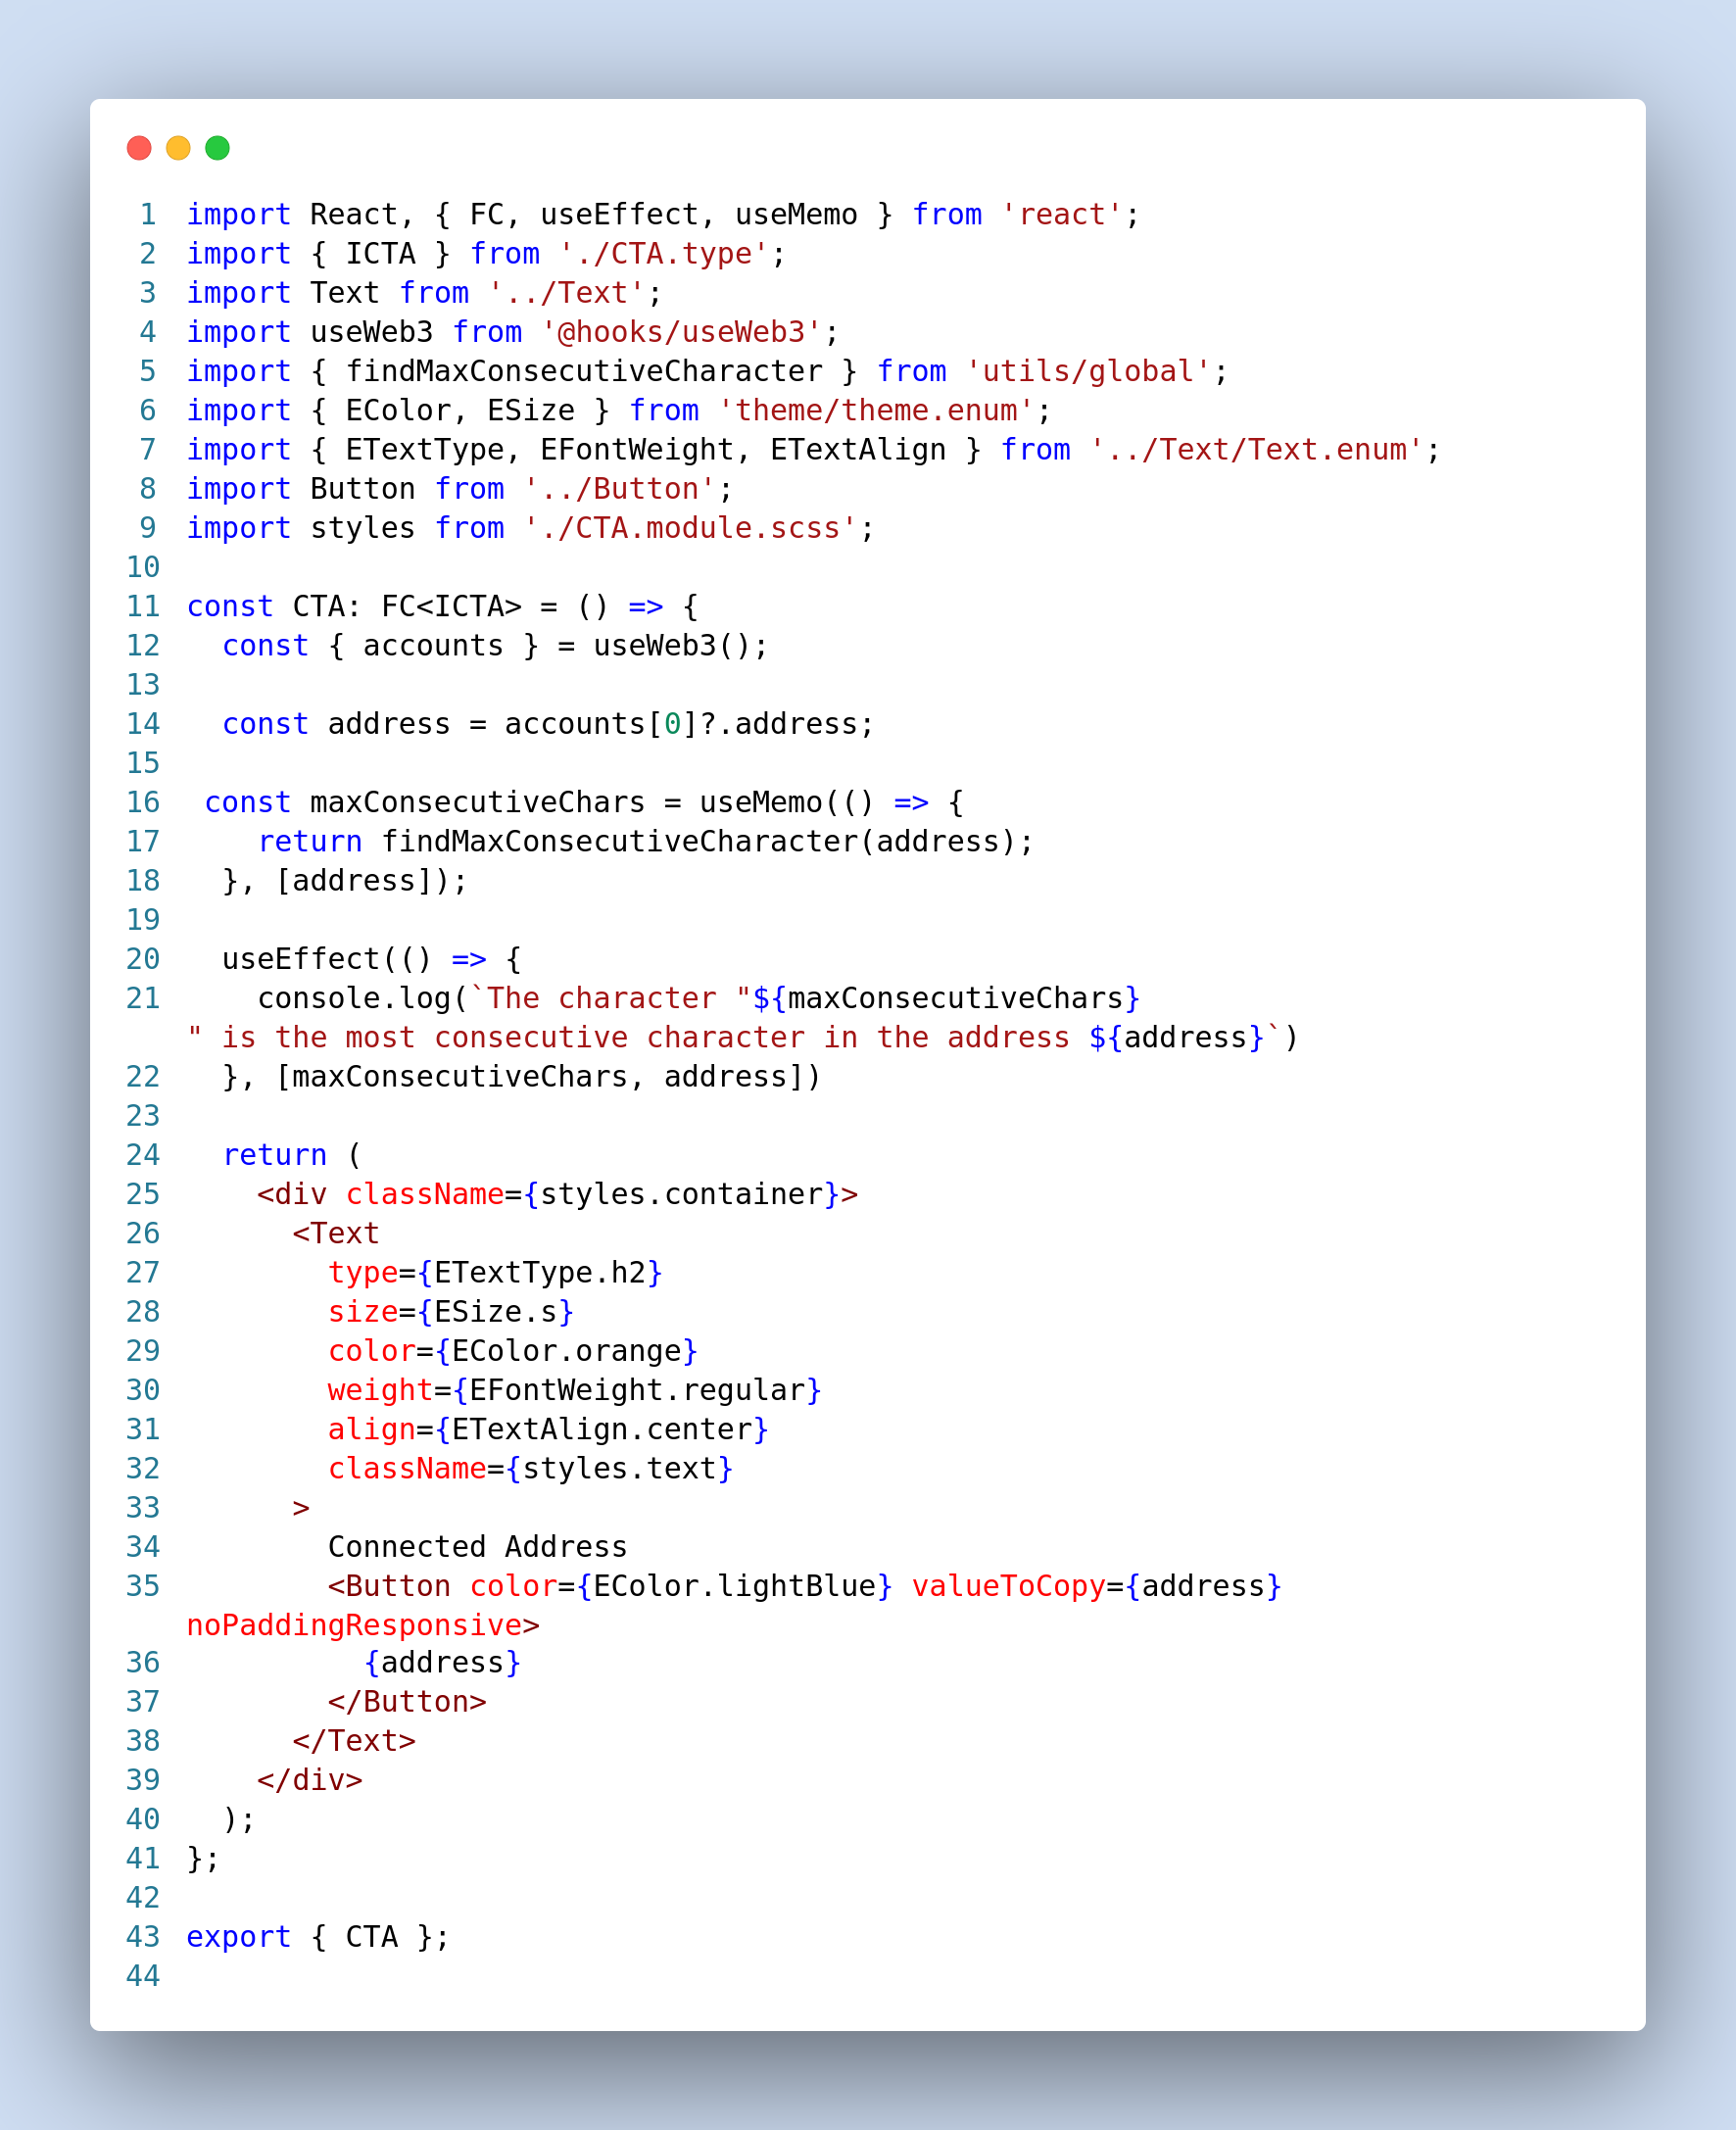 1 import React, { FC, useEffect, useMemo } from 'react';
2 import { ICTA } from './CTA.type';
3 import Text from '../Text';
4 import useWeb3 from '@hooks/useWeb3';
5 import { findMaxConsecutiveCharacter } from 'utils/global';
6 import { EColor, ESize } from 'theme/theme.enum';
7 import { ETextType, EFontWeight, ETextAlign } from '../Text/Text.enum';
8 import Button from '../Button';
9 import styles from './CTA.module.scss';
10
11 const CTA: FC<ICTA> = () => {
12   const { accounts } = useWeb3();
13
14   const address = accounts[0]?.address;
15
16  const maxConsecutiveChars = useMemo(() => {
17     return findMaxConsecutiveCharacter(address);
18   }, [address]);
19
20   useEffect(() => {
21     console.log(`The character "${maxConsecutiveChars}
" is the most consecutive character in the address ${address}`)
22   }, [maxConsecutiveChars, address])
23
24   return (
25     <div className={styles.container}>
26       <Text
27         type={ETextType.h2}
28         size={ESize.s}
29         color={EColor.orange}
30         weight={EFontWeight.regular}
31         align={ETextAlign.center}
32         className={styles.text}
33       >
34         Connected Address
35         <Button color={EColor.lightBlue} valueToCopy={address}
noPaddingResponsive>
36           {address}
37         </Button>
38       </Text>
39     </div>
40   );
41 };
42
43 export { CTA };
44